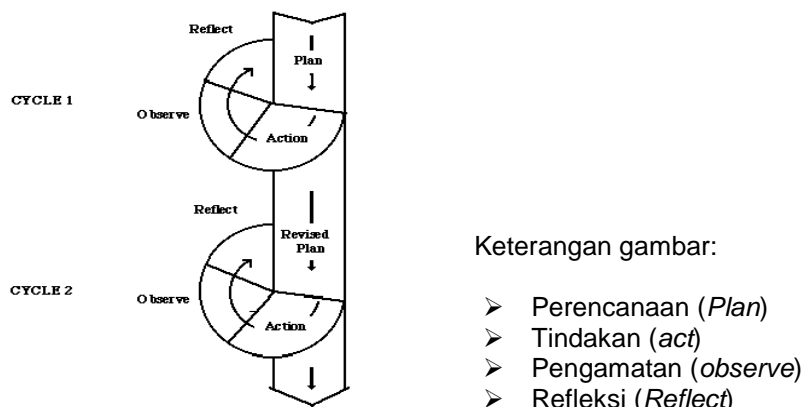 Reflect
Plan
CYCLE 1
Observe
Action
Reflect
Revised
Plan
CYCLE 2
Observe
Action
Keterangan gambar:
➢ Perencanaan (Plan)
➢ Tindakan (act)
➢ Pengamatan (observe)
➢ Refleksi (Reflect)